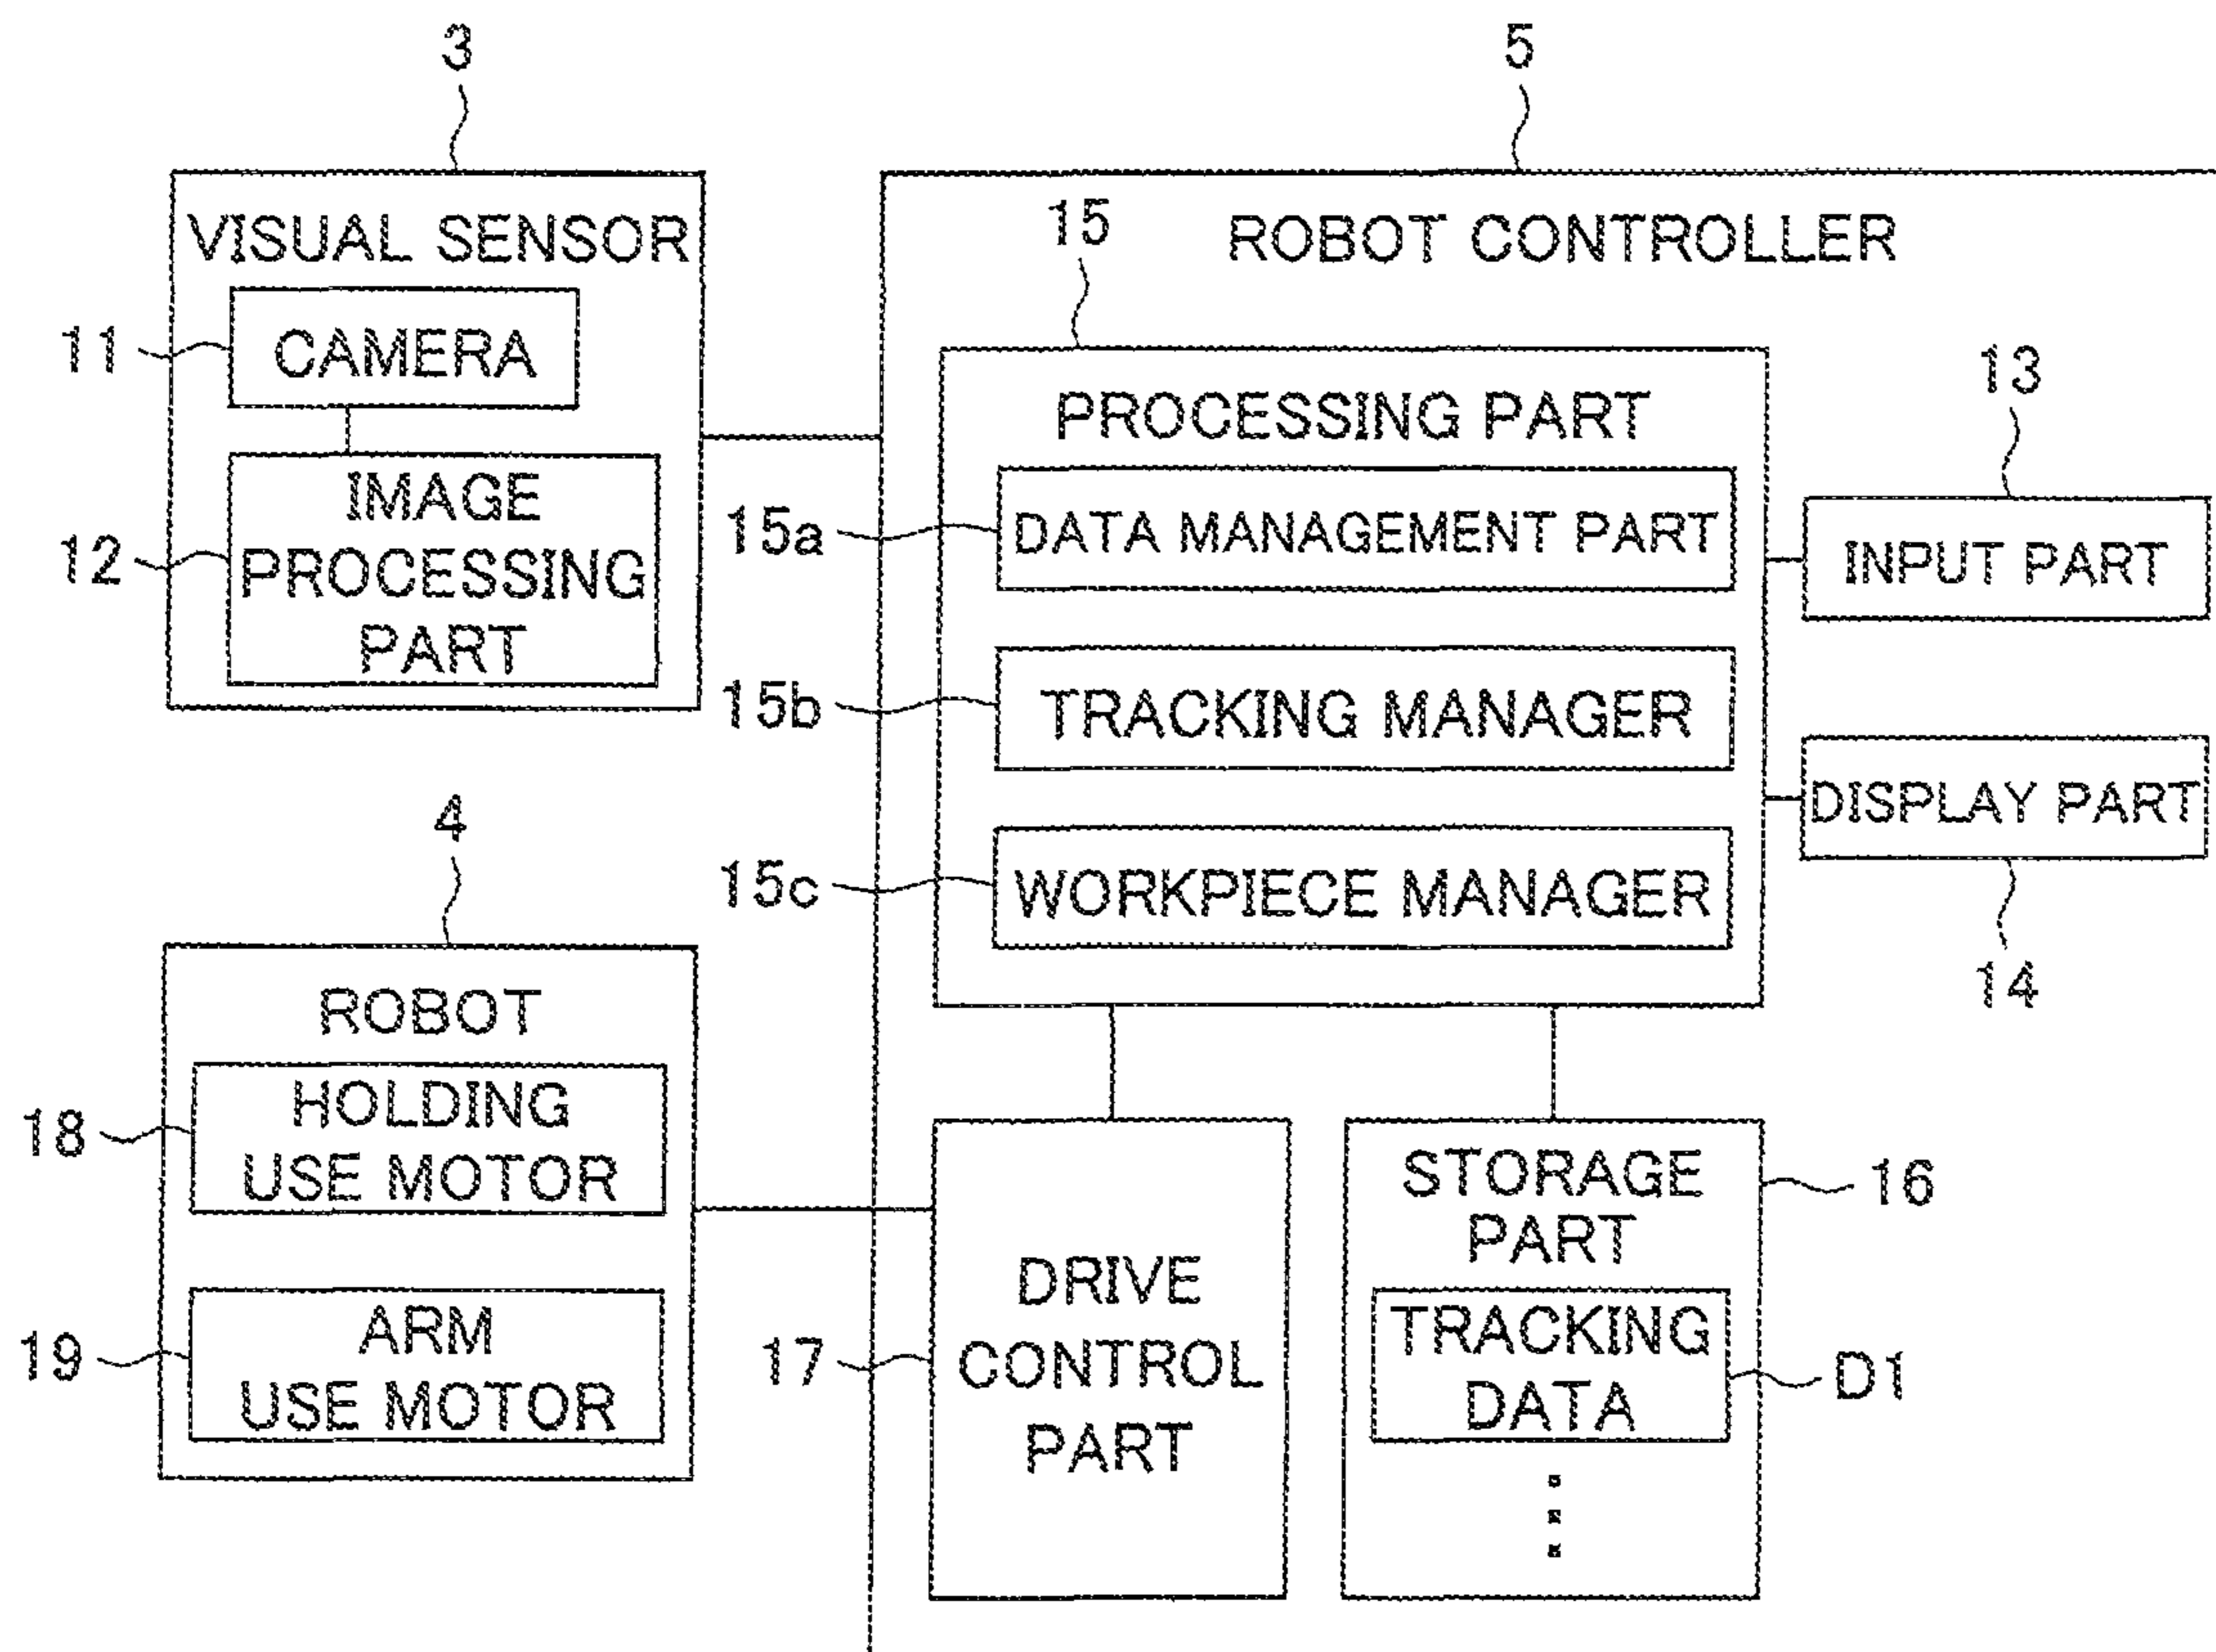 3
VISUAL SENSOR
11
CAMERA
12
IMAGE
PROCESSING
PART
4
ROBOT
18
HOLDING
USE MOTOR
19
ARM
USE MOTOR
5
ROBOT CONTROLLER
15
PROCESSING PART
15a
DATA MANAGEMENT PART
15b
TRACKING MANAGER
15c
WORKPIECE MANAGER
13
INPUT PART
DISPLAY PART
14
17
DRIVE
CONTROL
PART
STORAGE
PART
16
TRACKING
DATA
D1